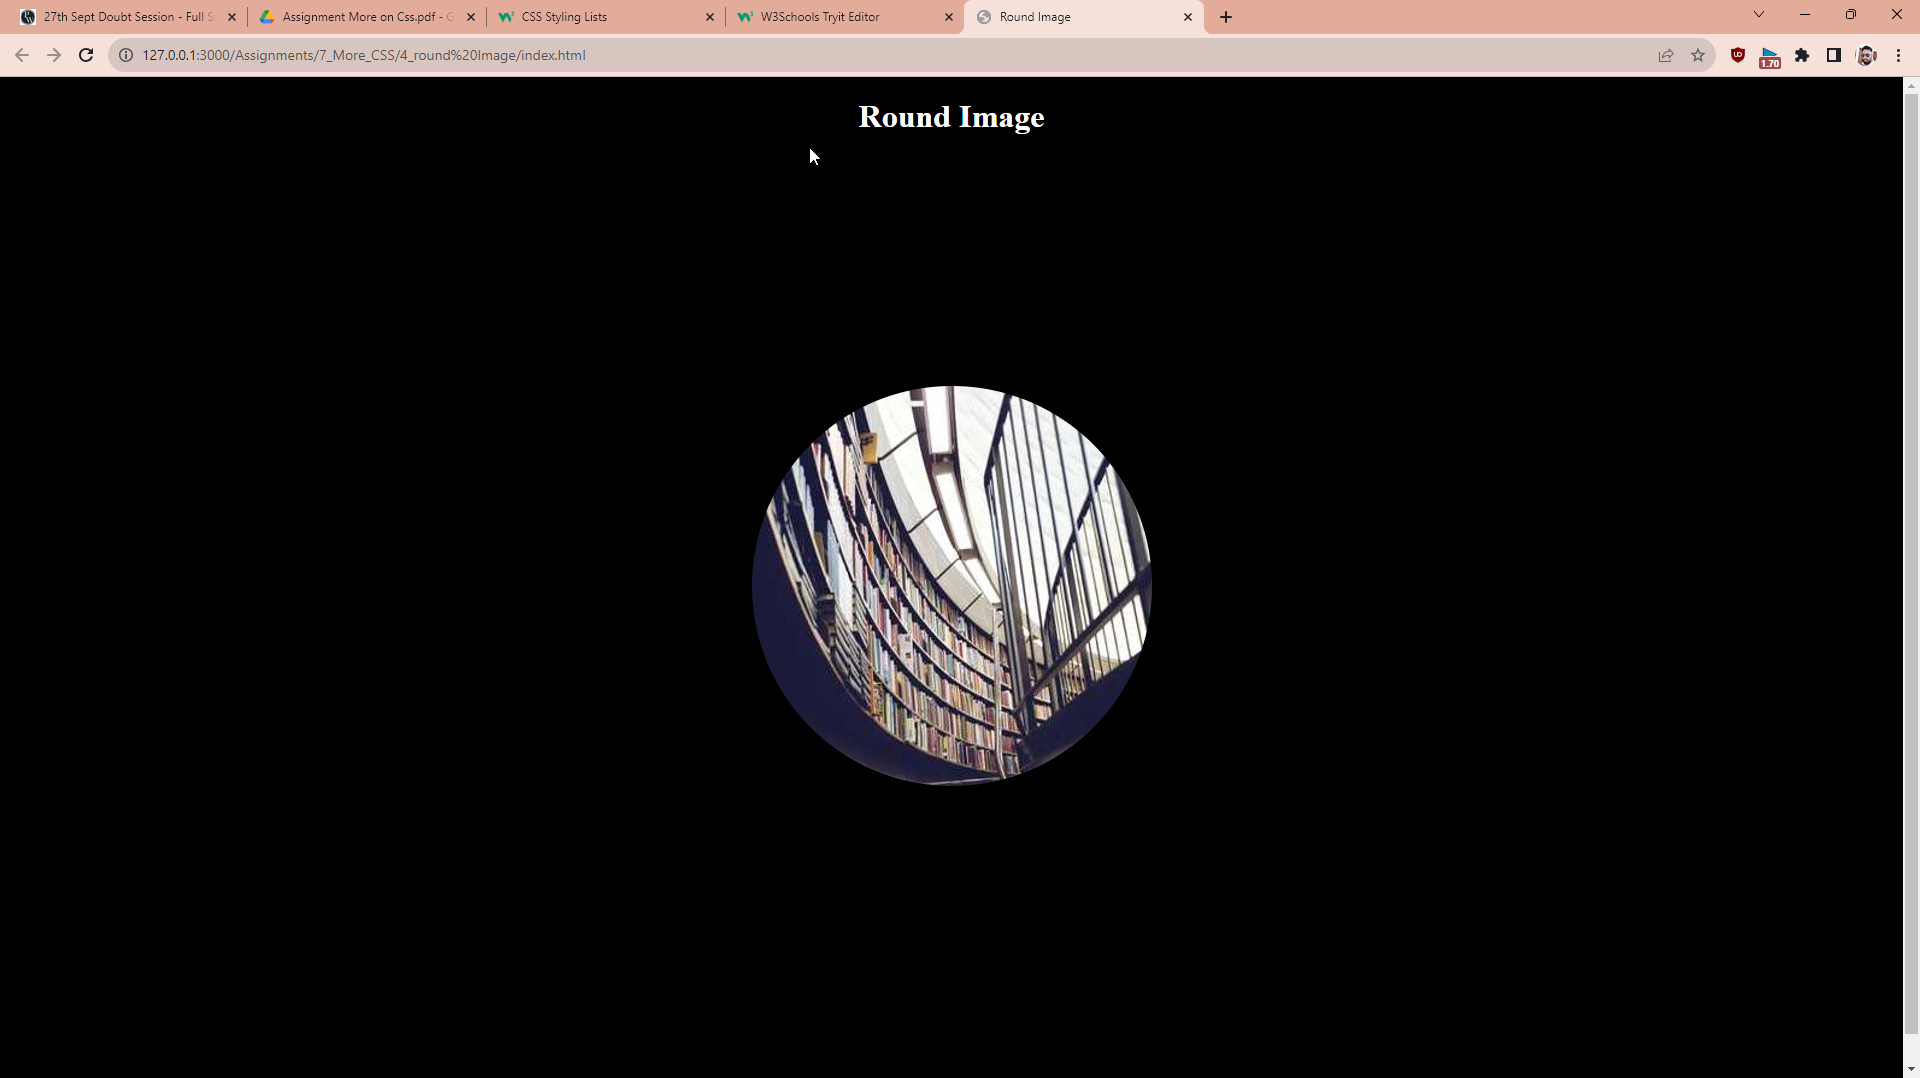 27th Sept Doubt Session - Full S
Assignment More on Css.pdf - G
CSS Styling Lists
W3Schools Tryit Editor
Round Image
127.0.0.1:3000/Assignments/7_More_CSS/4_round%20Image/index.html
1.70
Round Image